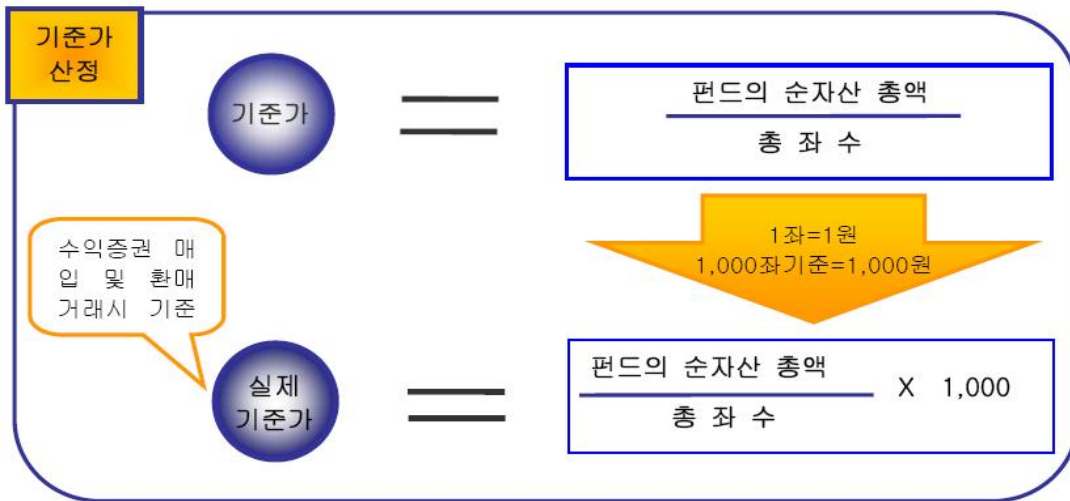 기준가
산정
기준가
펀드의 순자산 총액
총 좌 수
1좌=1원
1,000좌기준=1,000원
수익증권 매
입 및 환매
거래시 기준
실제
기준가
펀드의 순자산 총액
총 좌 수
X 1,000